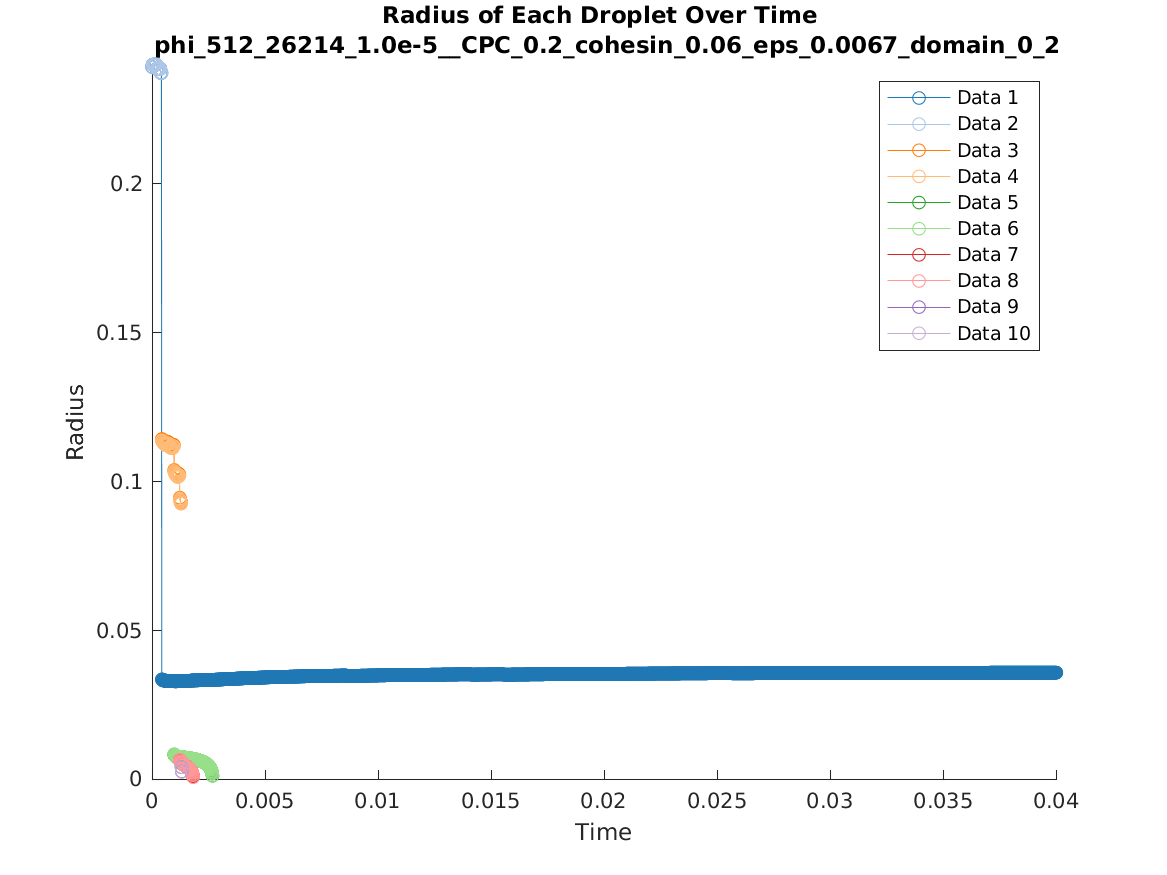 Radius of Each Droplet Over Time
phi_512_26214_1.0e-5__CPC_0.2_cohesin_0.06_eps_0.0067_domain_0_2
Data 1
Data 2
Data 3
Data 4
Data 5
Data 6
Data 7
Data 8
Data 9
Data 10
0.2
0.15
0.1
0.05
0
Radius
0
0.005
0.01
0.015
0.02
0.025
0.03
0.035
0.04
Time